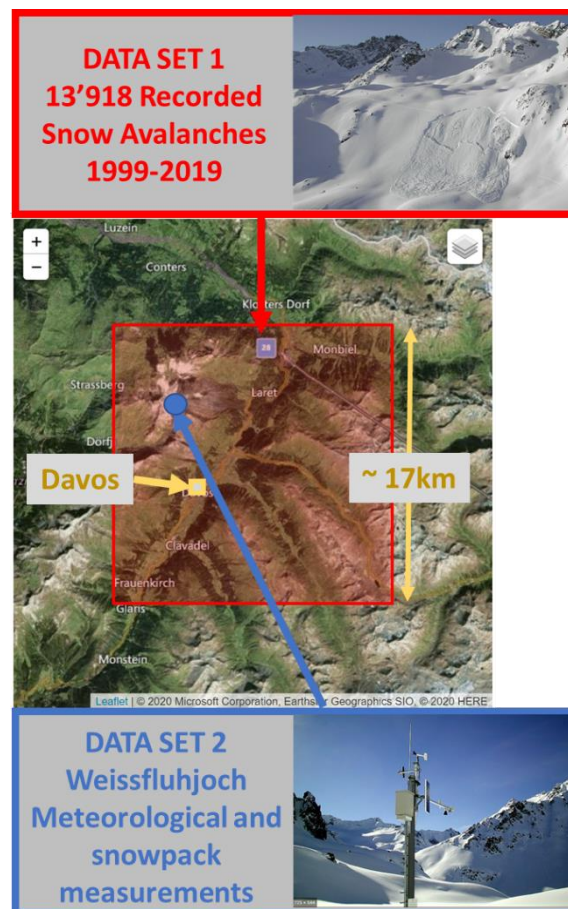 DATA SET 1
13’918 Recorded
Snow Avalanches
1999-2019
+
−
Luzein
Conters
Klosters Dorf
28
Monbiel
Strassberg
Laret
Dorfj
Davos
~ 17km
Davos
Clavadel
Frauenkirch
Glaris
Monstein
Leaflet | © 2020 Microsoft Corporation, Earthstar Geographics SIO, © 2020 HERE
DATA SET 2
Weissfluhjoch
Meteorological and
snowpack
measurements